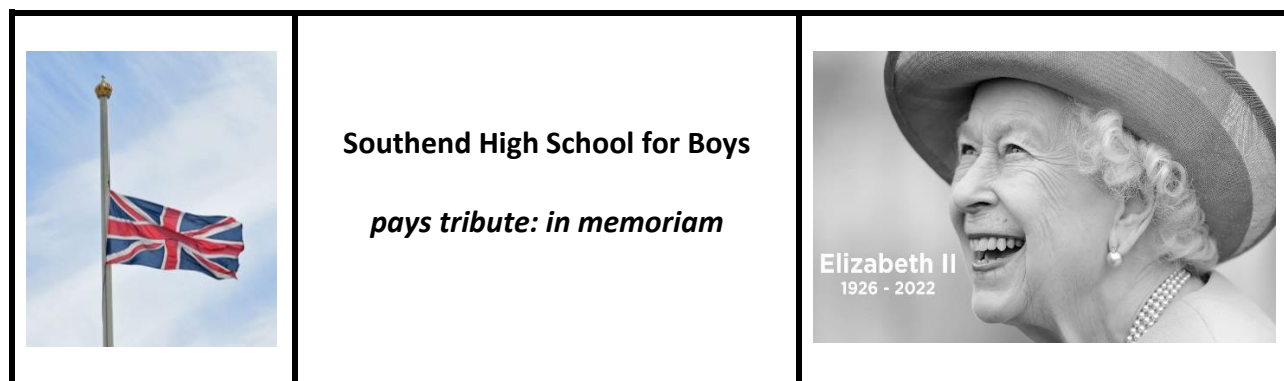 Southend High School for Boys
pays tribute: in memoriam
Elizabeth II
1926 - 2022